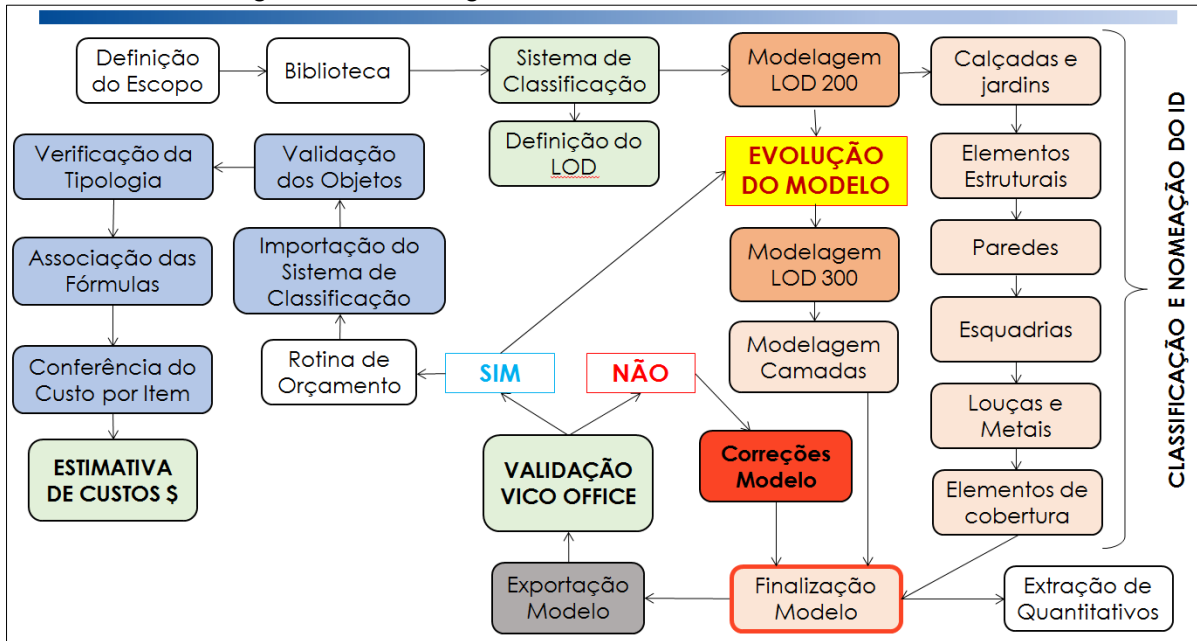 Definição
do Escopo
Biblioteca
Sistema de
Classificação
Modelagem
LOD 200
Calçadas e
jardins
Verificação da
Tipologia
Validação
dos Objetos
Definição do
LOD
EVOLUÇÃO
DO MODELO
Elementos
Estruturais
Associação das
Fórmulas
Importação do
Sistema de
Classificação
Modelagem
LOD 300
Paredes
Conferência do
Custo por Item
Rotina de
Orçamento
SIM
NÃO
Modelagem
Camadas
Esquadrias
Louças e
Metais
ESTIMATIVA
DE CUSTOS $
VALIDAÇÃO
VICO OFFICE
Correções
Modelo
Elementos de
cobertura
Exportação
Modelo
Finalização
Modelo
Extração de
Quantitativos
CLASSIFICAÇÃO E NOMEAÇÃO DO ID